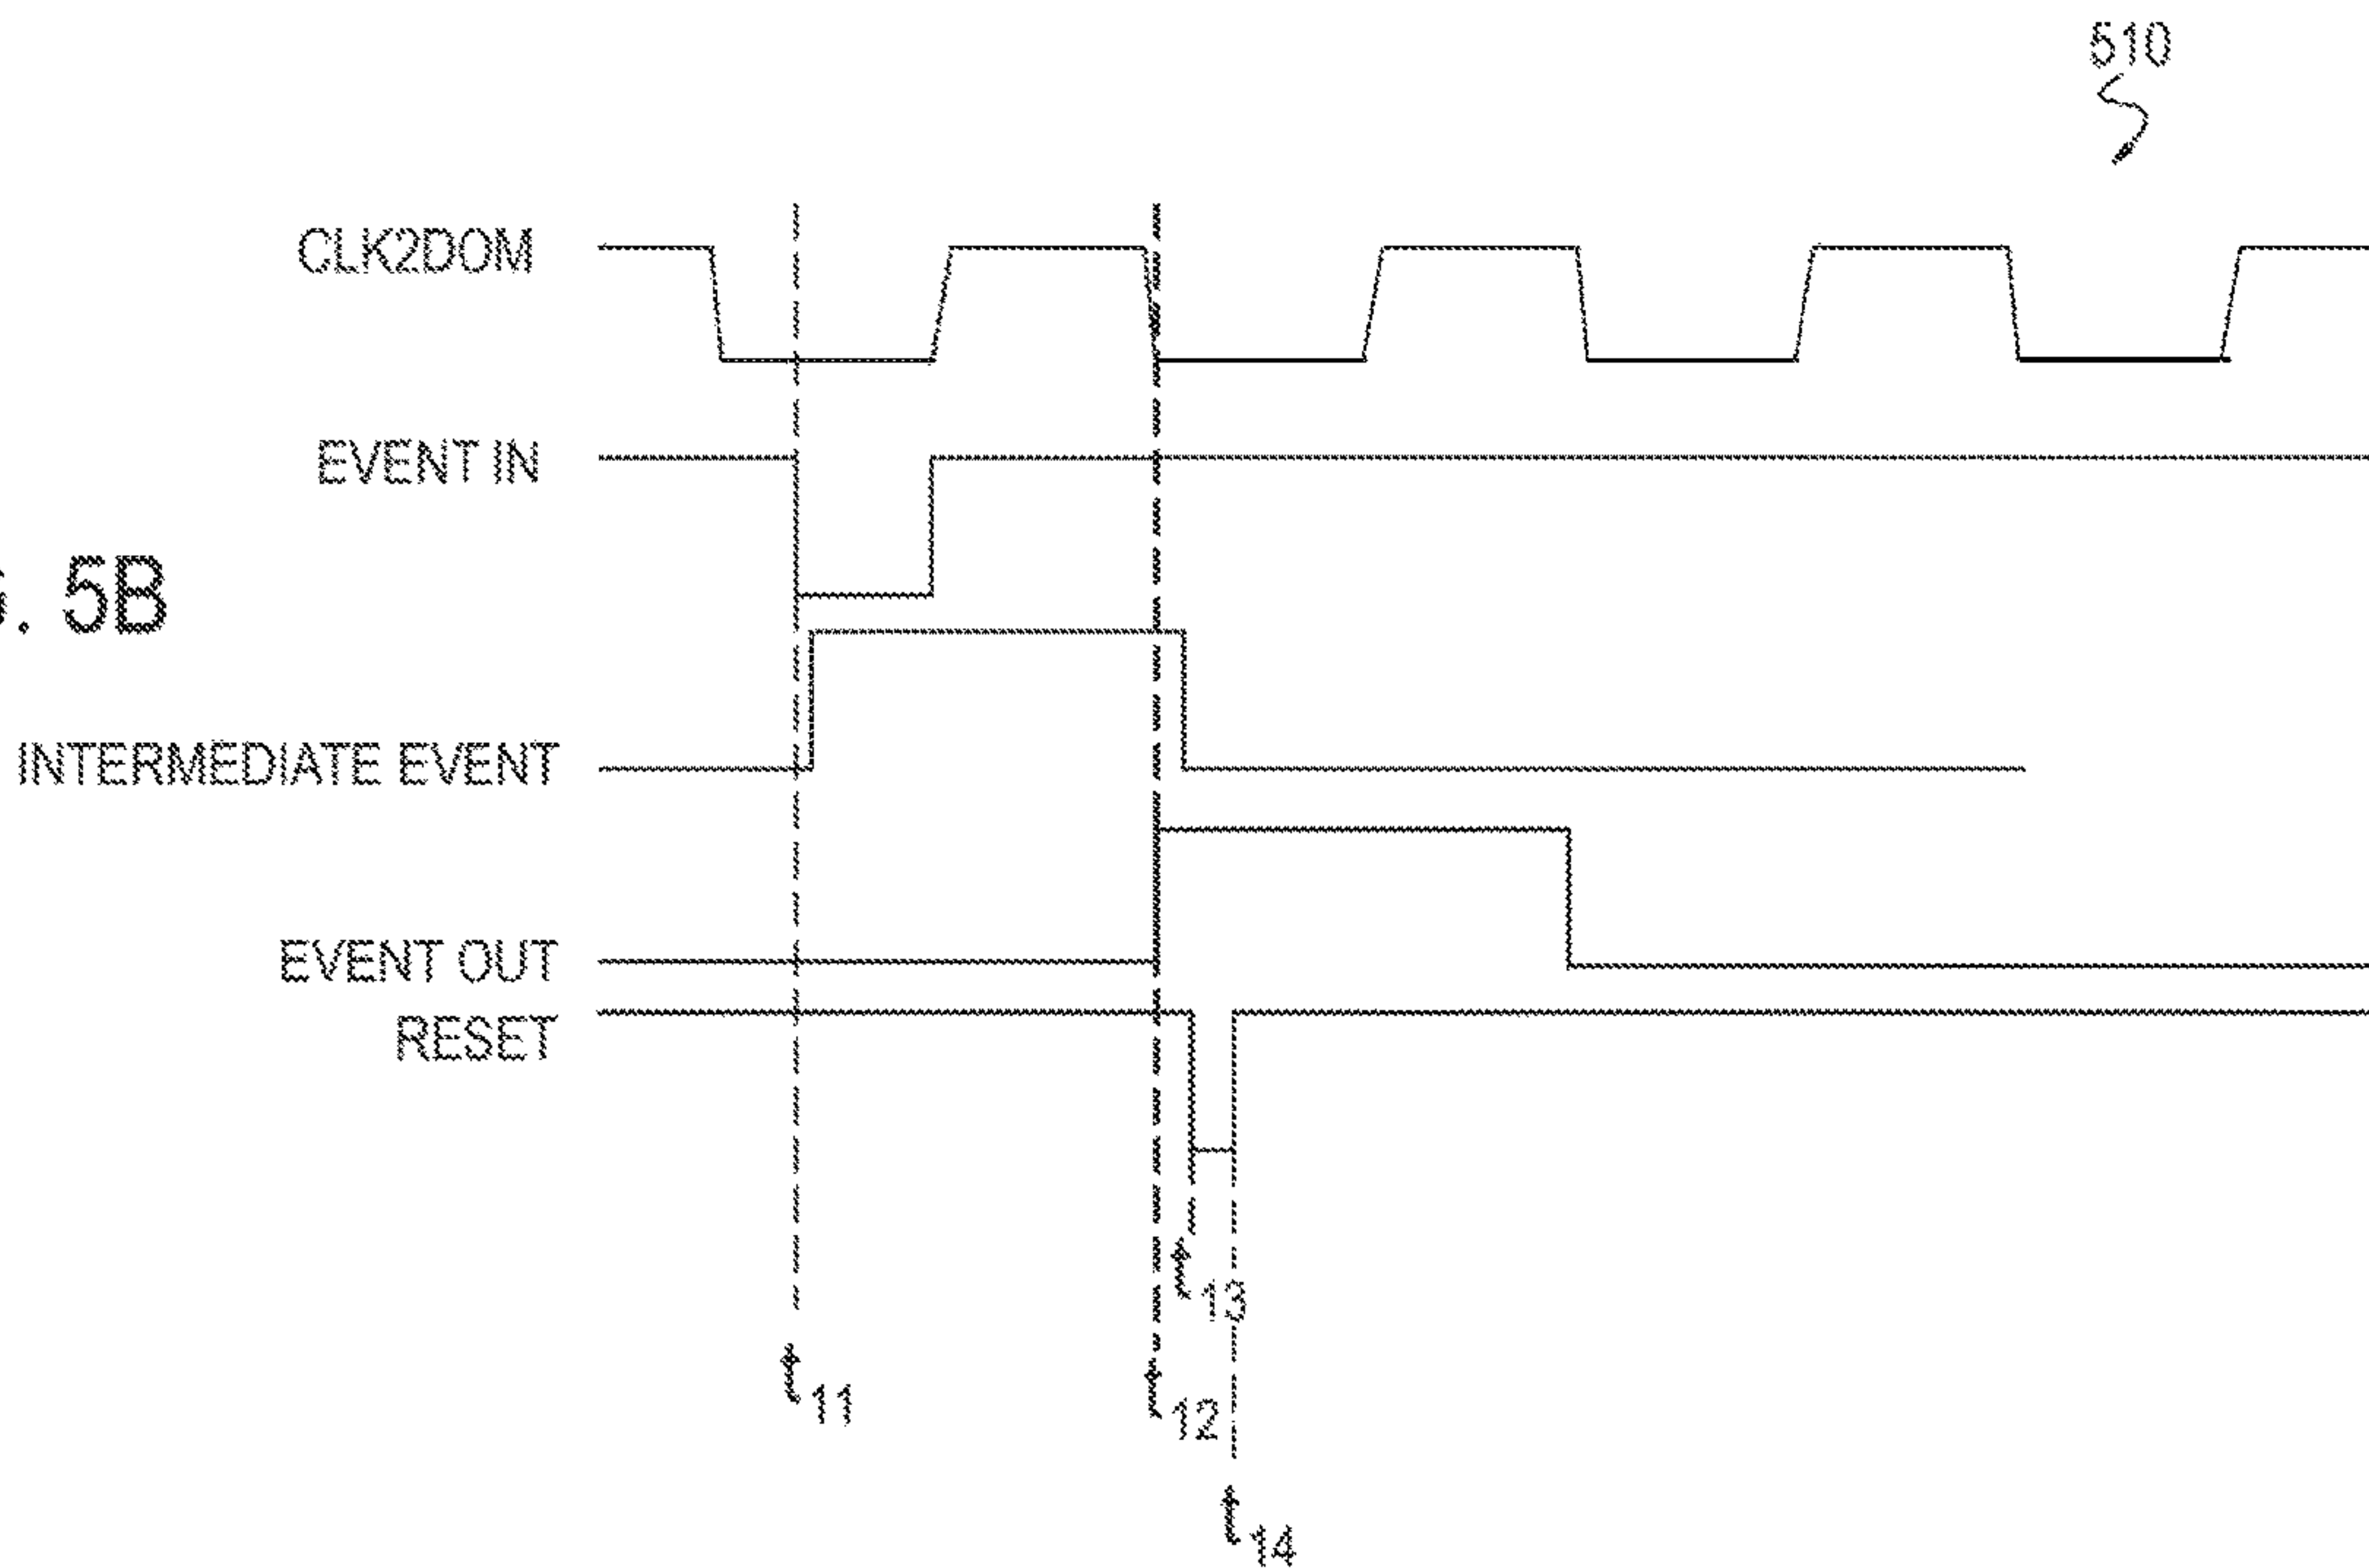 510
CLK2DOM
EVENT IN
. 5B
INTERMEDIATE EVENT
EVENT OUT
RESET
t13
t11
t12
t14